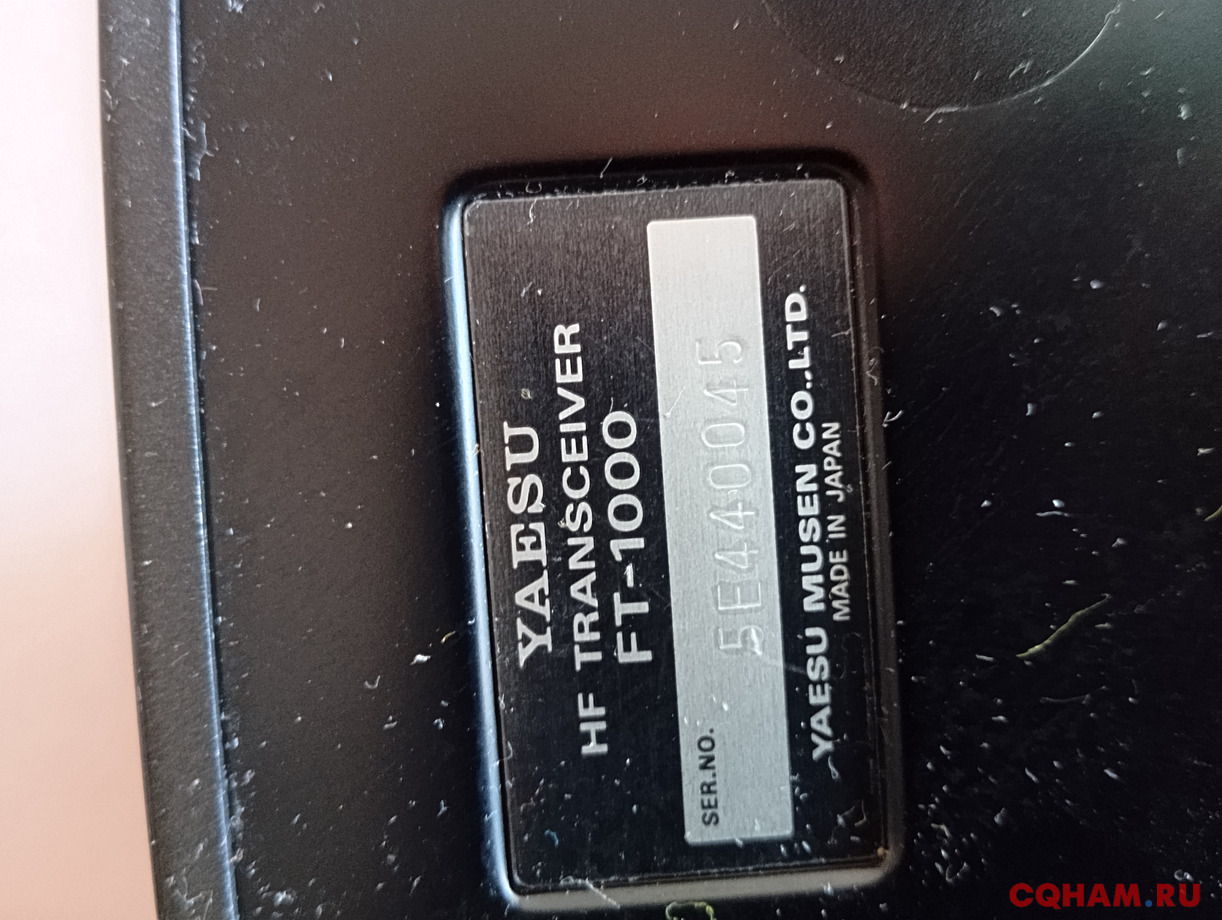 YAESU
HF TRANSCEIVER
FT-1000
SER.NO. 5E440045
YAESU MUSEN CO.,LTD.
MADE IN JAPAN
CQHAM.RU